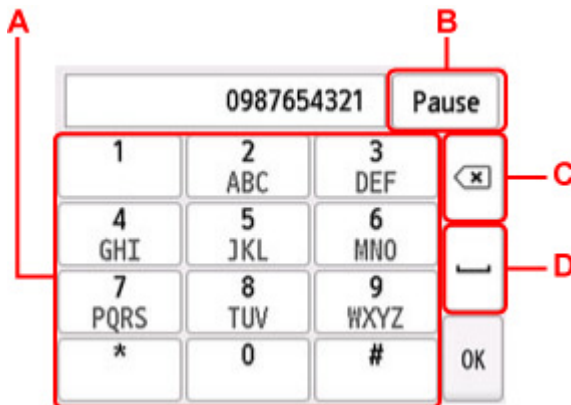 A
B
0987654321 Pause
1 2 3
ABC DEF
C
4 5 6
GHI JKL MNO
D
7 8 9
PQRS TUV WXYZ
* 0 # OK